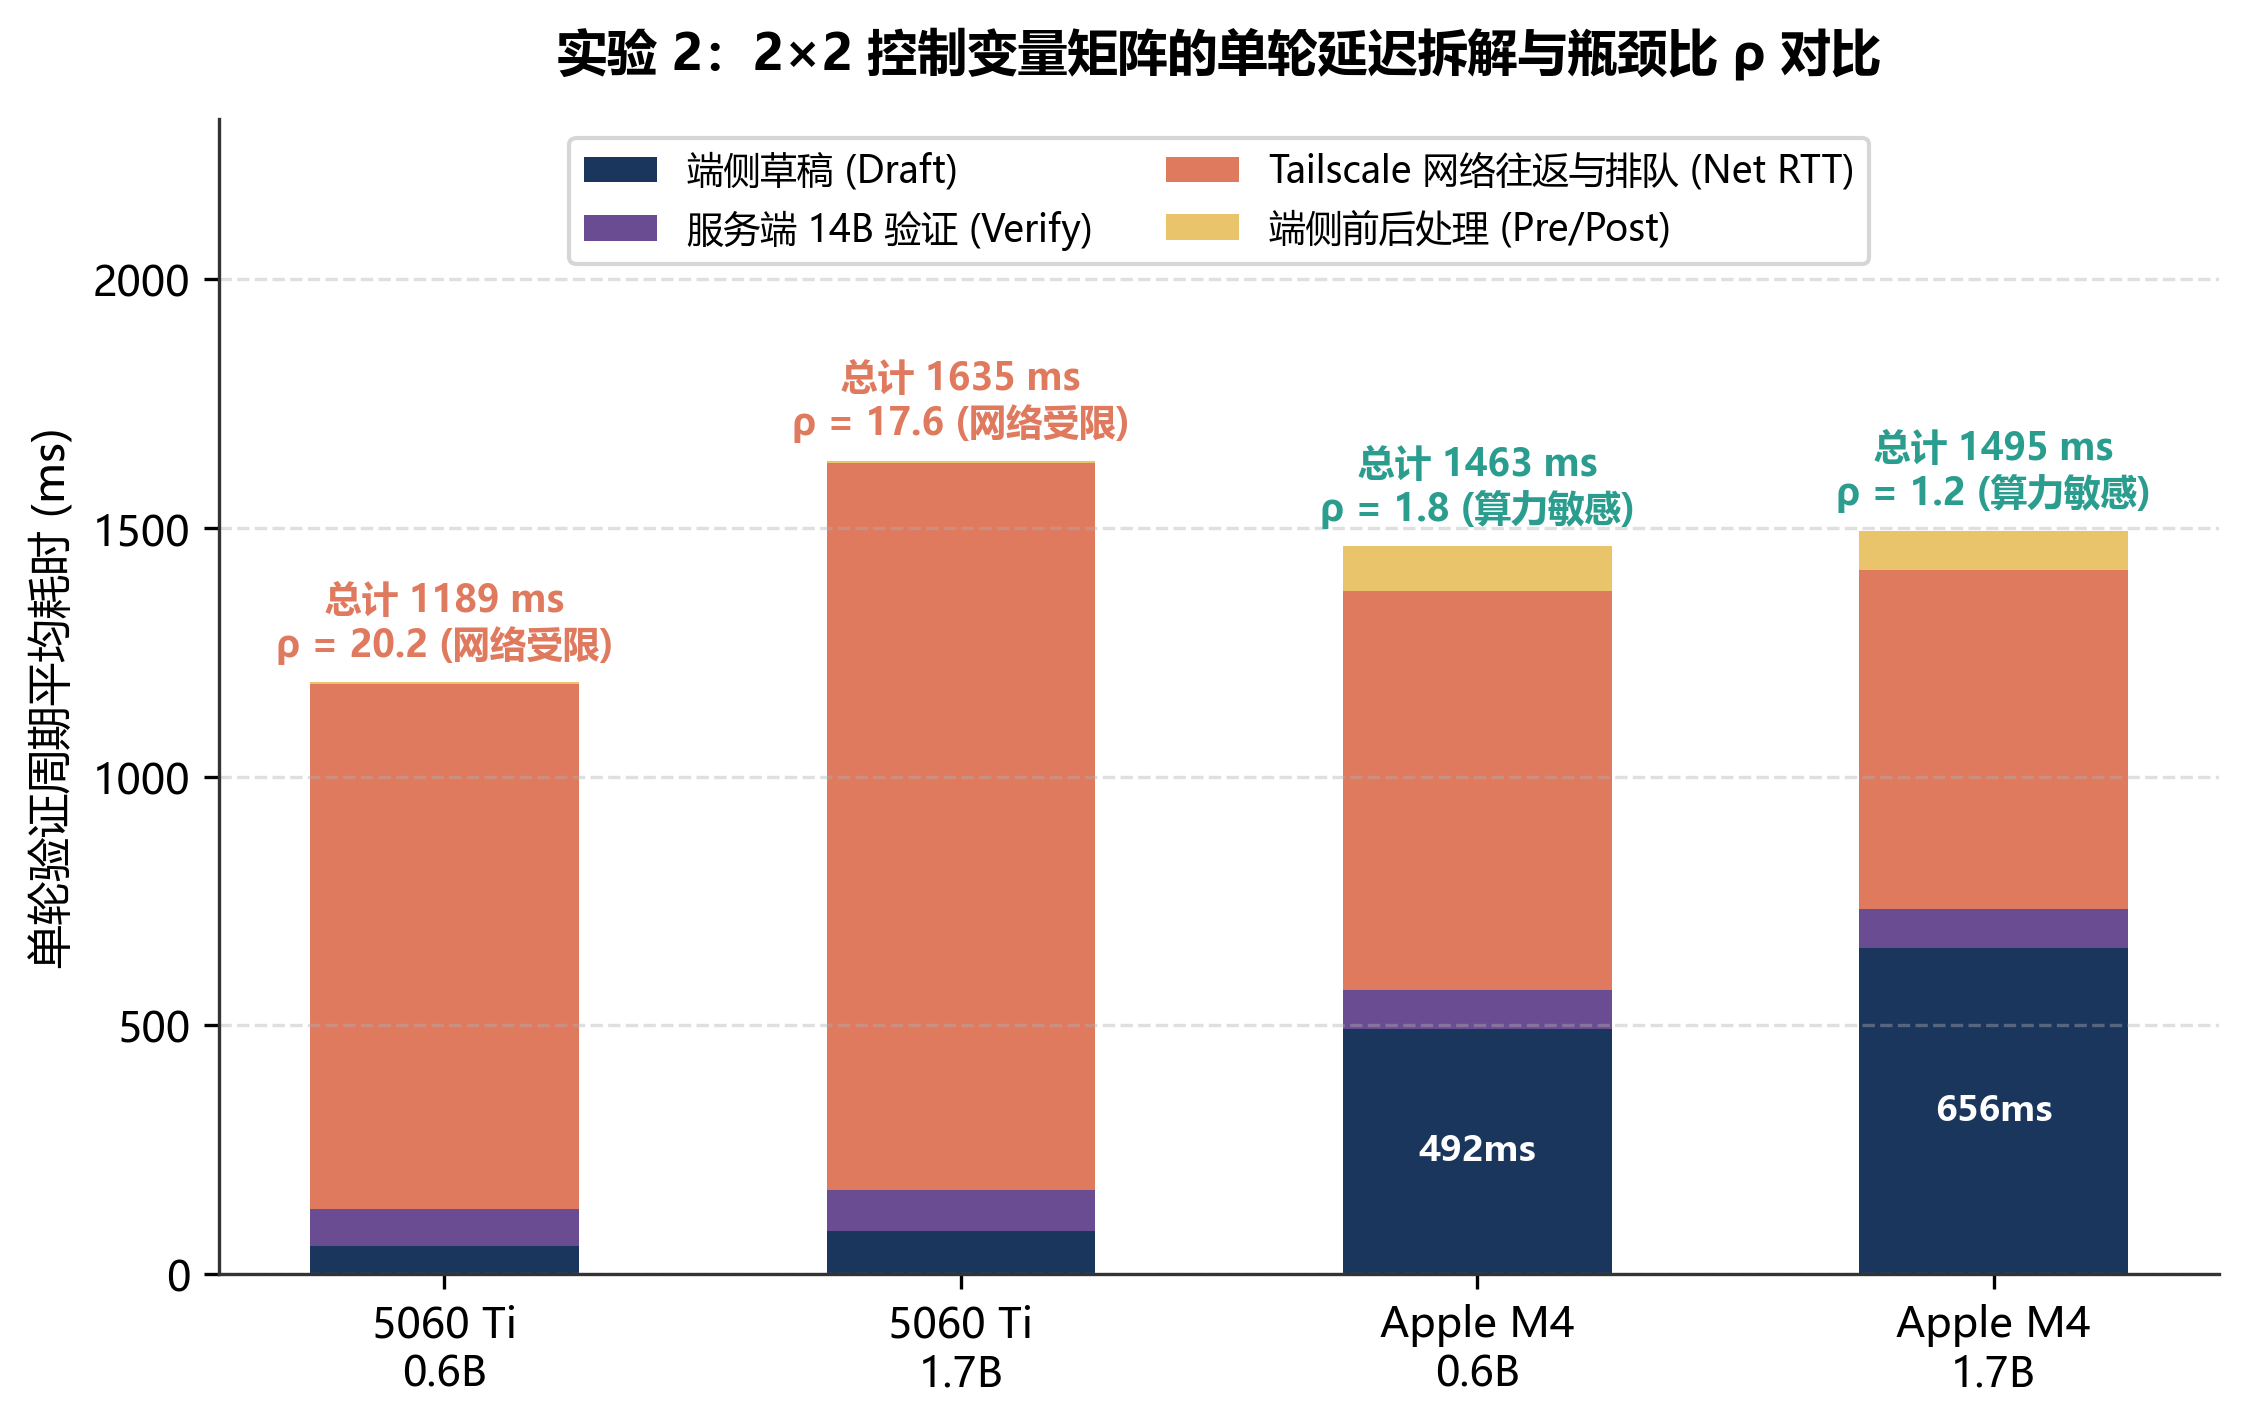 实验 2：2×2 控制变量矩阵的单轮延迟拆解与瓶颈比 ρ 对比
端侧草稿 (Draft)
服务端 14B 验证 (Verify)
Tailscale 网络往返与排队 (Net RTT)
端侧前后处理 (Pre/Post)
单轮验证周期平均耗时 (ms)
2000
1500
1000
500
0
总计 1189 ms
ρ = 20.2 (网络受限)
总计 1635 ms
ρ = 17.6 (网络受限)
总计 1463 ms
ρ = 1.8 (算力敏感)
总计 1495 ms
ρ = 1.2 (算力敏感)
492ms
656ms
5060 Ti
0.6B
5060 Ti
1.7B
Apple M4
0.6B
Apple M4
1.7B